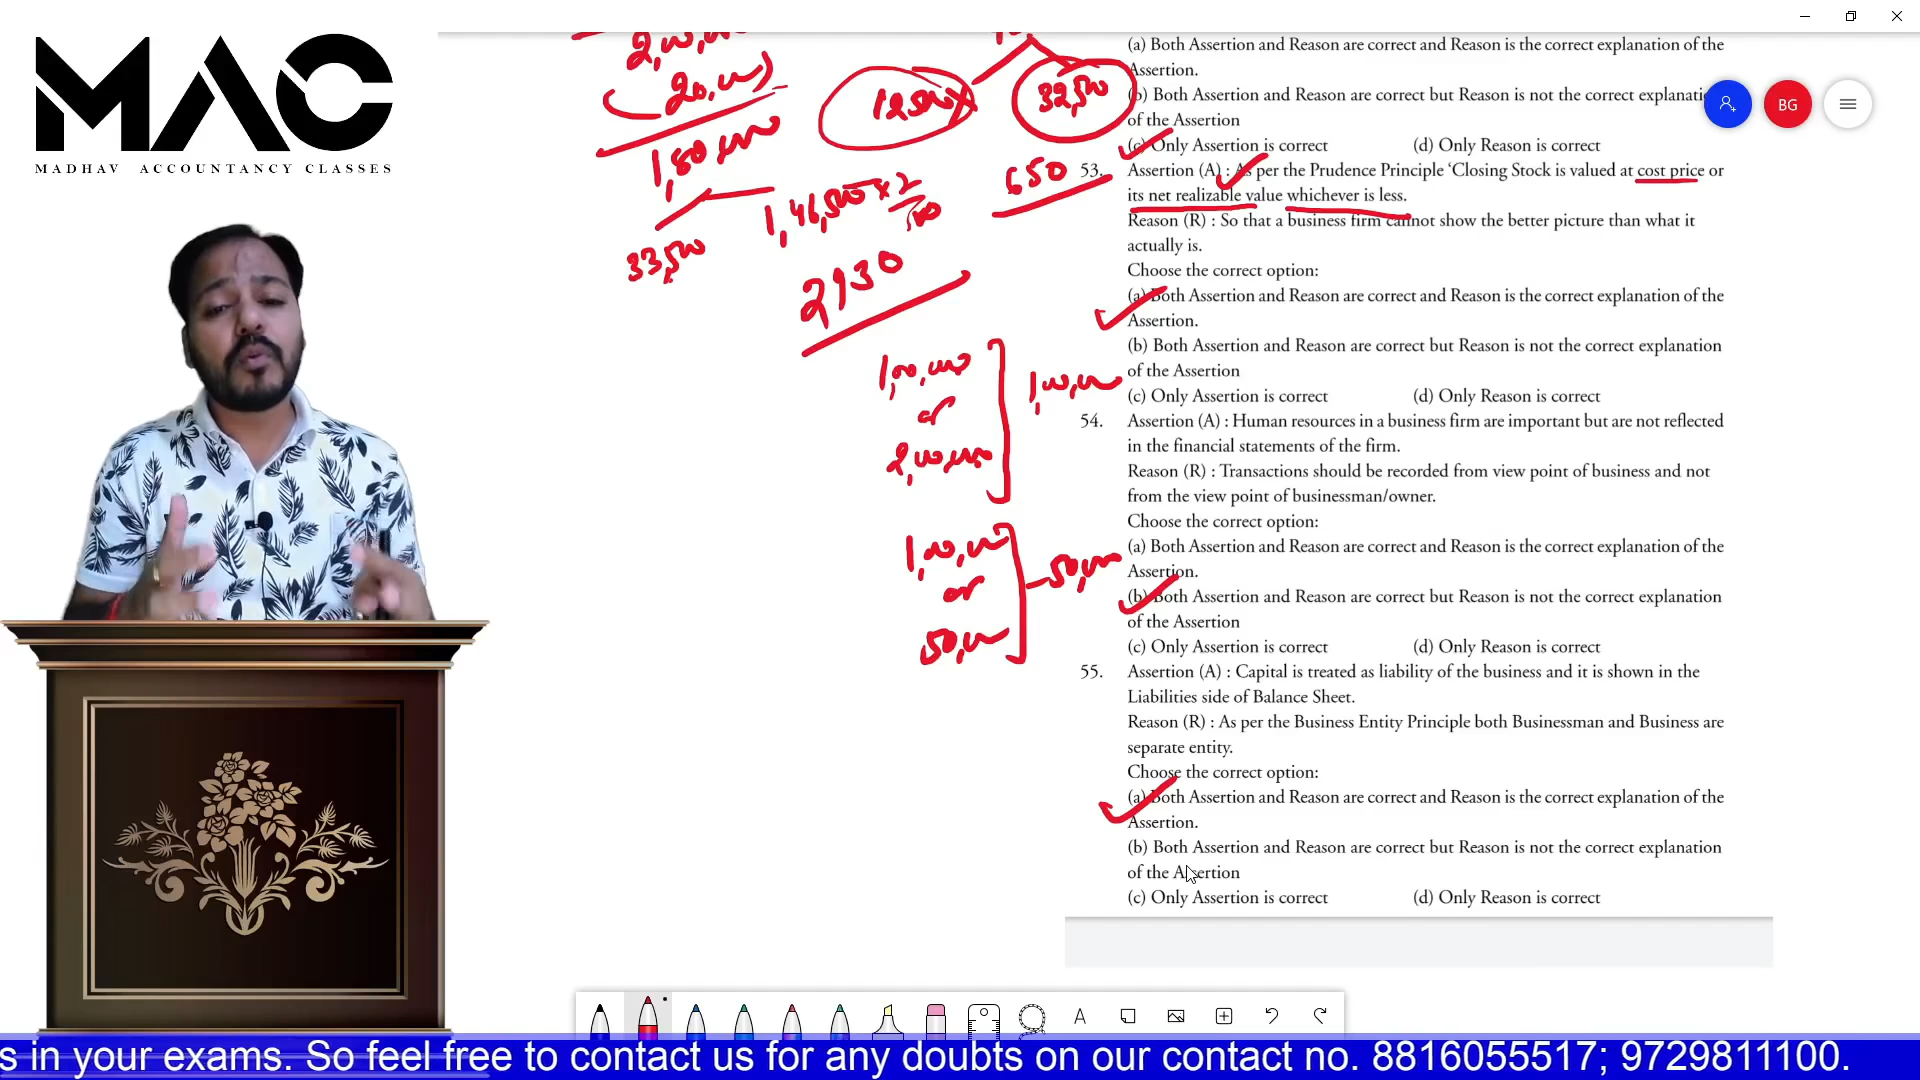 MAC
MADHAV ACCOUNTANCY CLASSES
20,000)
1,80,000
33,500
1,46,500 × 2/100
2930
12500
32,500
650
1,00,000
or
2,00,000
1,00,000
1,00,000
or
50,000
50,000
BG
(a) Both Assertion and Reason are correct and Reason is the correct explanation of the
Assertion.
(b) Both Assertion and Reason are correct but Reason is not the correct
of the Assertion
(c) Only Assertion is correct (d) Only Reason is correct
53. Assertion (A) : As per the Prudence Principle ‘Closing Stock is valued at cost price or
its net realizable value whichever is less.
Reason (R) : So that a business firm cannot show the better picture than what it
actually is.
Choose the correct option:
(a) Both Assertion and Reason are correct and Reason is the correct explanation of the
Assertion.
(b) Both Assertion and Reason are correct but Reason is not the correct explanation
of the Assertion
(c) Only Assertion is correct (d) Only Reason is correct
54. Assertion (A) : Human resources in a business firm are important but are not reflected
in the financial statements of the firm.
Reason (R) : Transactions should be recorded from view point of business and not
from the view point of businessman/owner.
Choose the correct option:
(a) Both Assertion and Reason are correct and Reason is the correct explanation of the
Assertion.
(b) Both Assertion and Reason are correct but Reason is not the correct explanation
of the Assertion
(c) Only Assertion is correct (d) Only Reason is correct
55. Assertion (A) : Capital is treated as liability of the business and it is shown in the
Liabilities side of Balance Sheet.
Reason (R) : As per the Business Entity Principle both Businessman and Business are
separate entity.
Choose the correct option:
(a) Both Assertion and Reason are correct and Reason is the correct explanation of the
Assertion.
(b) Both Assertion and Reason are correct but Reason is not the correct explanation
of the Assertion
(c) Only Assertion is correct (d) Only Reason is correct
s in your exams. So feel free to contact us for any doubts on our contact no. 8816055517; 9729811100.